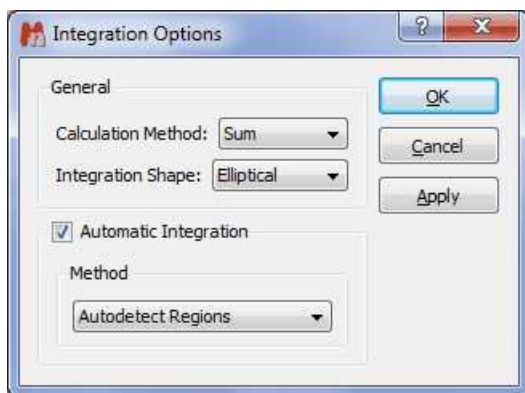 Integration Options
?
X
General
OK
Calculation Method: Sum
Cancel
Integration Shape: Elliptical
Apply
Automatic Integration
Method
Autodetect Regions